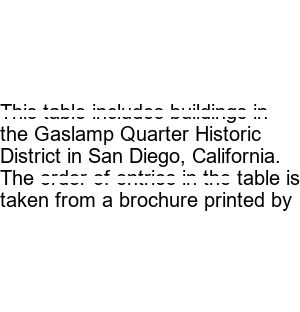 This table includes buildings in
the Gaslamp Quarter Historic
District in San Diego, California.
The order of entries in the table is
taken from a brochure printed by